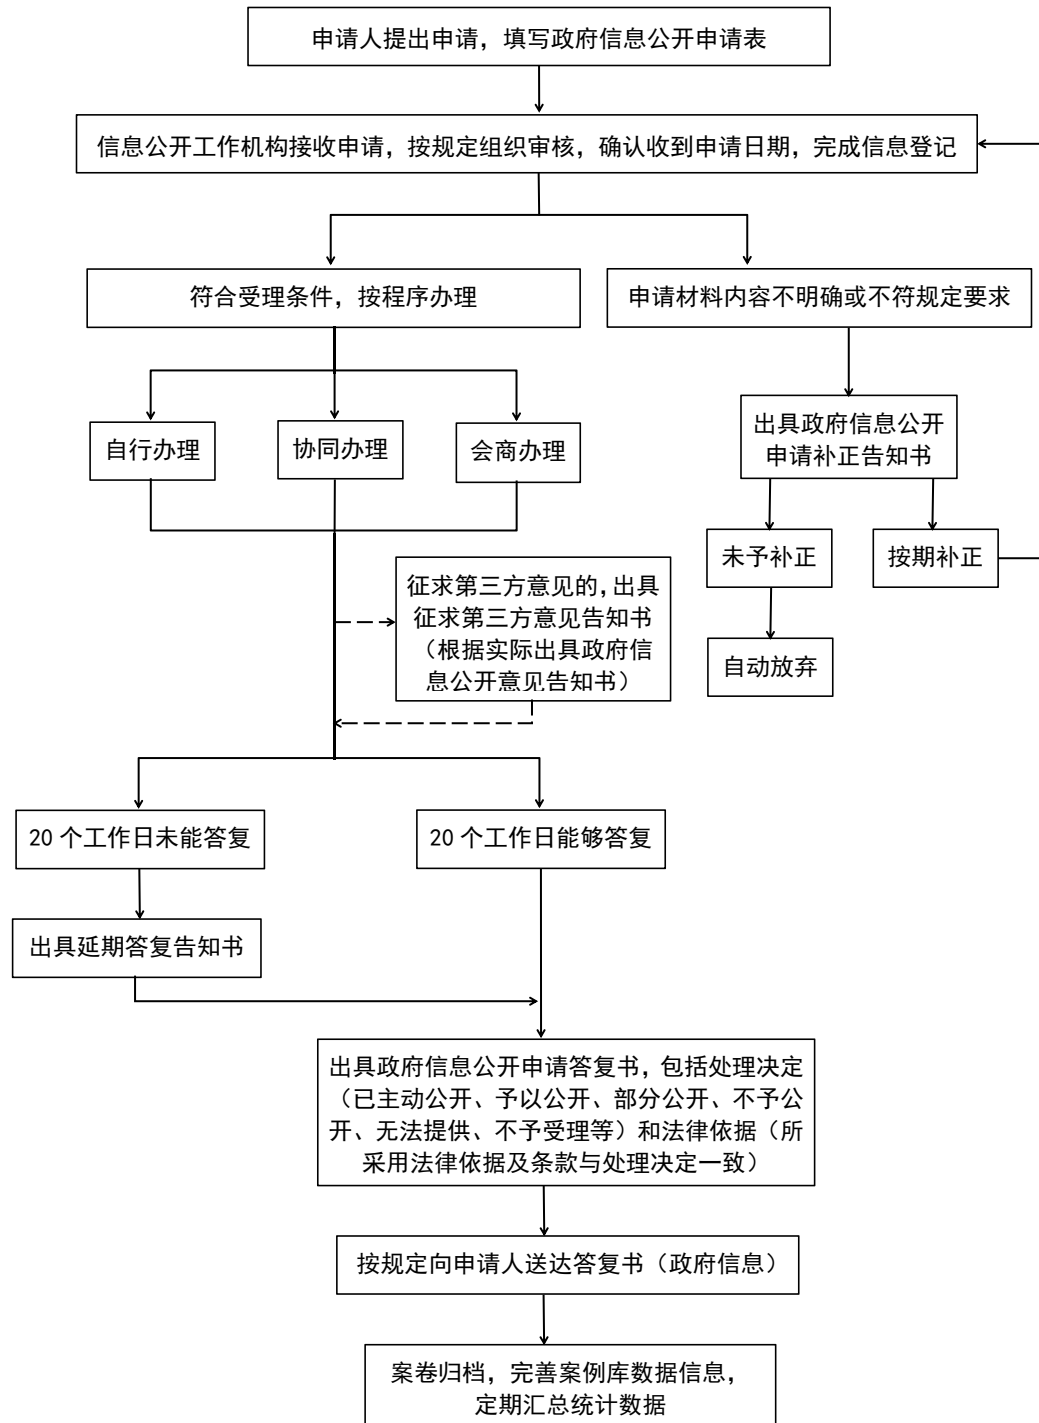 申请人提出申请，填写政府信息公开申请表
信息公开工作机构接收申请，按规定组织审核，确认收到申请日期，完成信息登记
符合受理条件，按程序办理
申请材料内容不明确或不符规定要求
自行办理
协同办理
会商办理
出具政府信息公开
申请补正告知书
未予补正
按期补正
自动放弃
征求第三方意见的，出具
征求第三方意见告知书
（根据实际出具政府信
息公开意见告知书）
20 个工作日未能答复
20 个工作日能够答复
出具延期答复告知书
出具政府信息公开申请答复书，包括处理决定
（已主动公开、予以公开、部分公开、不予公
开、无法提供、不予受理等）和法律依据（所
采用法律依据及条款与处理决定一致）
按规定向申请人送达答复书（政府信息）
案卷归档，完善案例库数据信息，
定期汇总统计数据